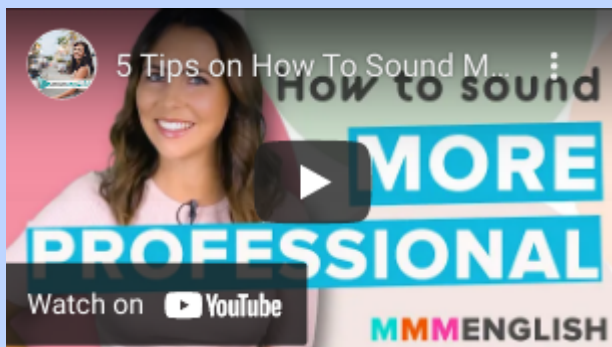 5 Tips on How To Sound M...
How to sound
MORE
PROFESSIONAL
Watch on YouTube
MMMENGLISH